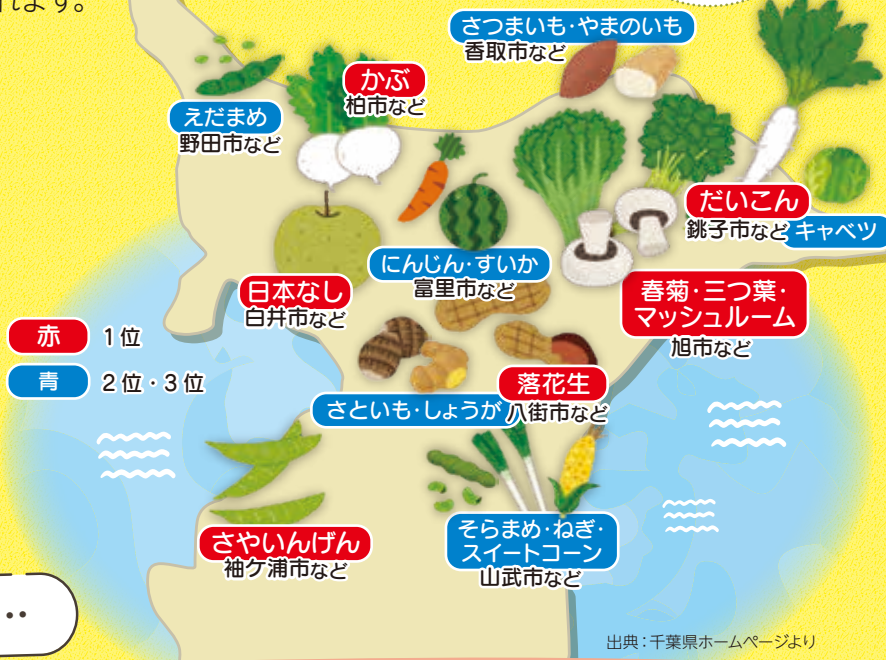 れます。
さつまいも・やまのいも
香取市など
かぶ
柏市など
えだまめ
野田市など
だいこん
銚子市など
キャベツ
にんじん・すいか
富里市など
日本なし
白井市など
春菊・三つ葉・
マッシュルーム
旭市など
赤 1位
青 2位・3位
落花生
八街市など
さといも・しょうが
さやいんげん
袖ケ浦市など
そらまめ・ねぎ・
スイートコーン
山武市など
出典:千葉県ホームページより